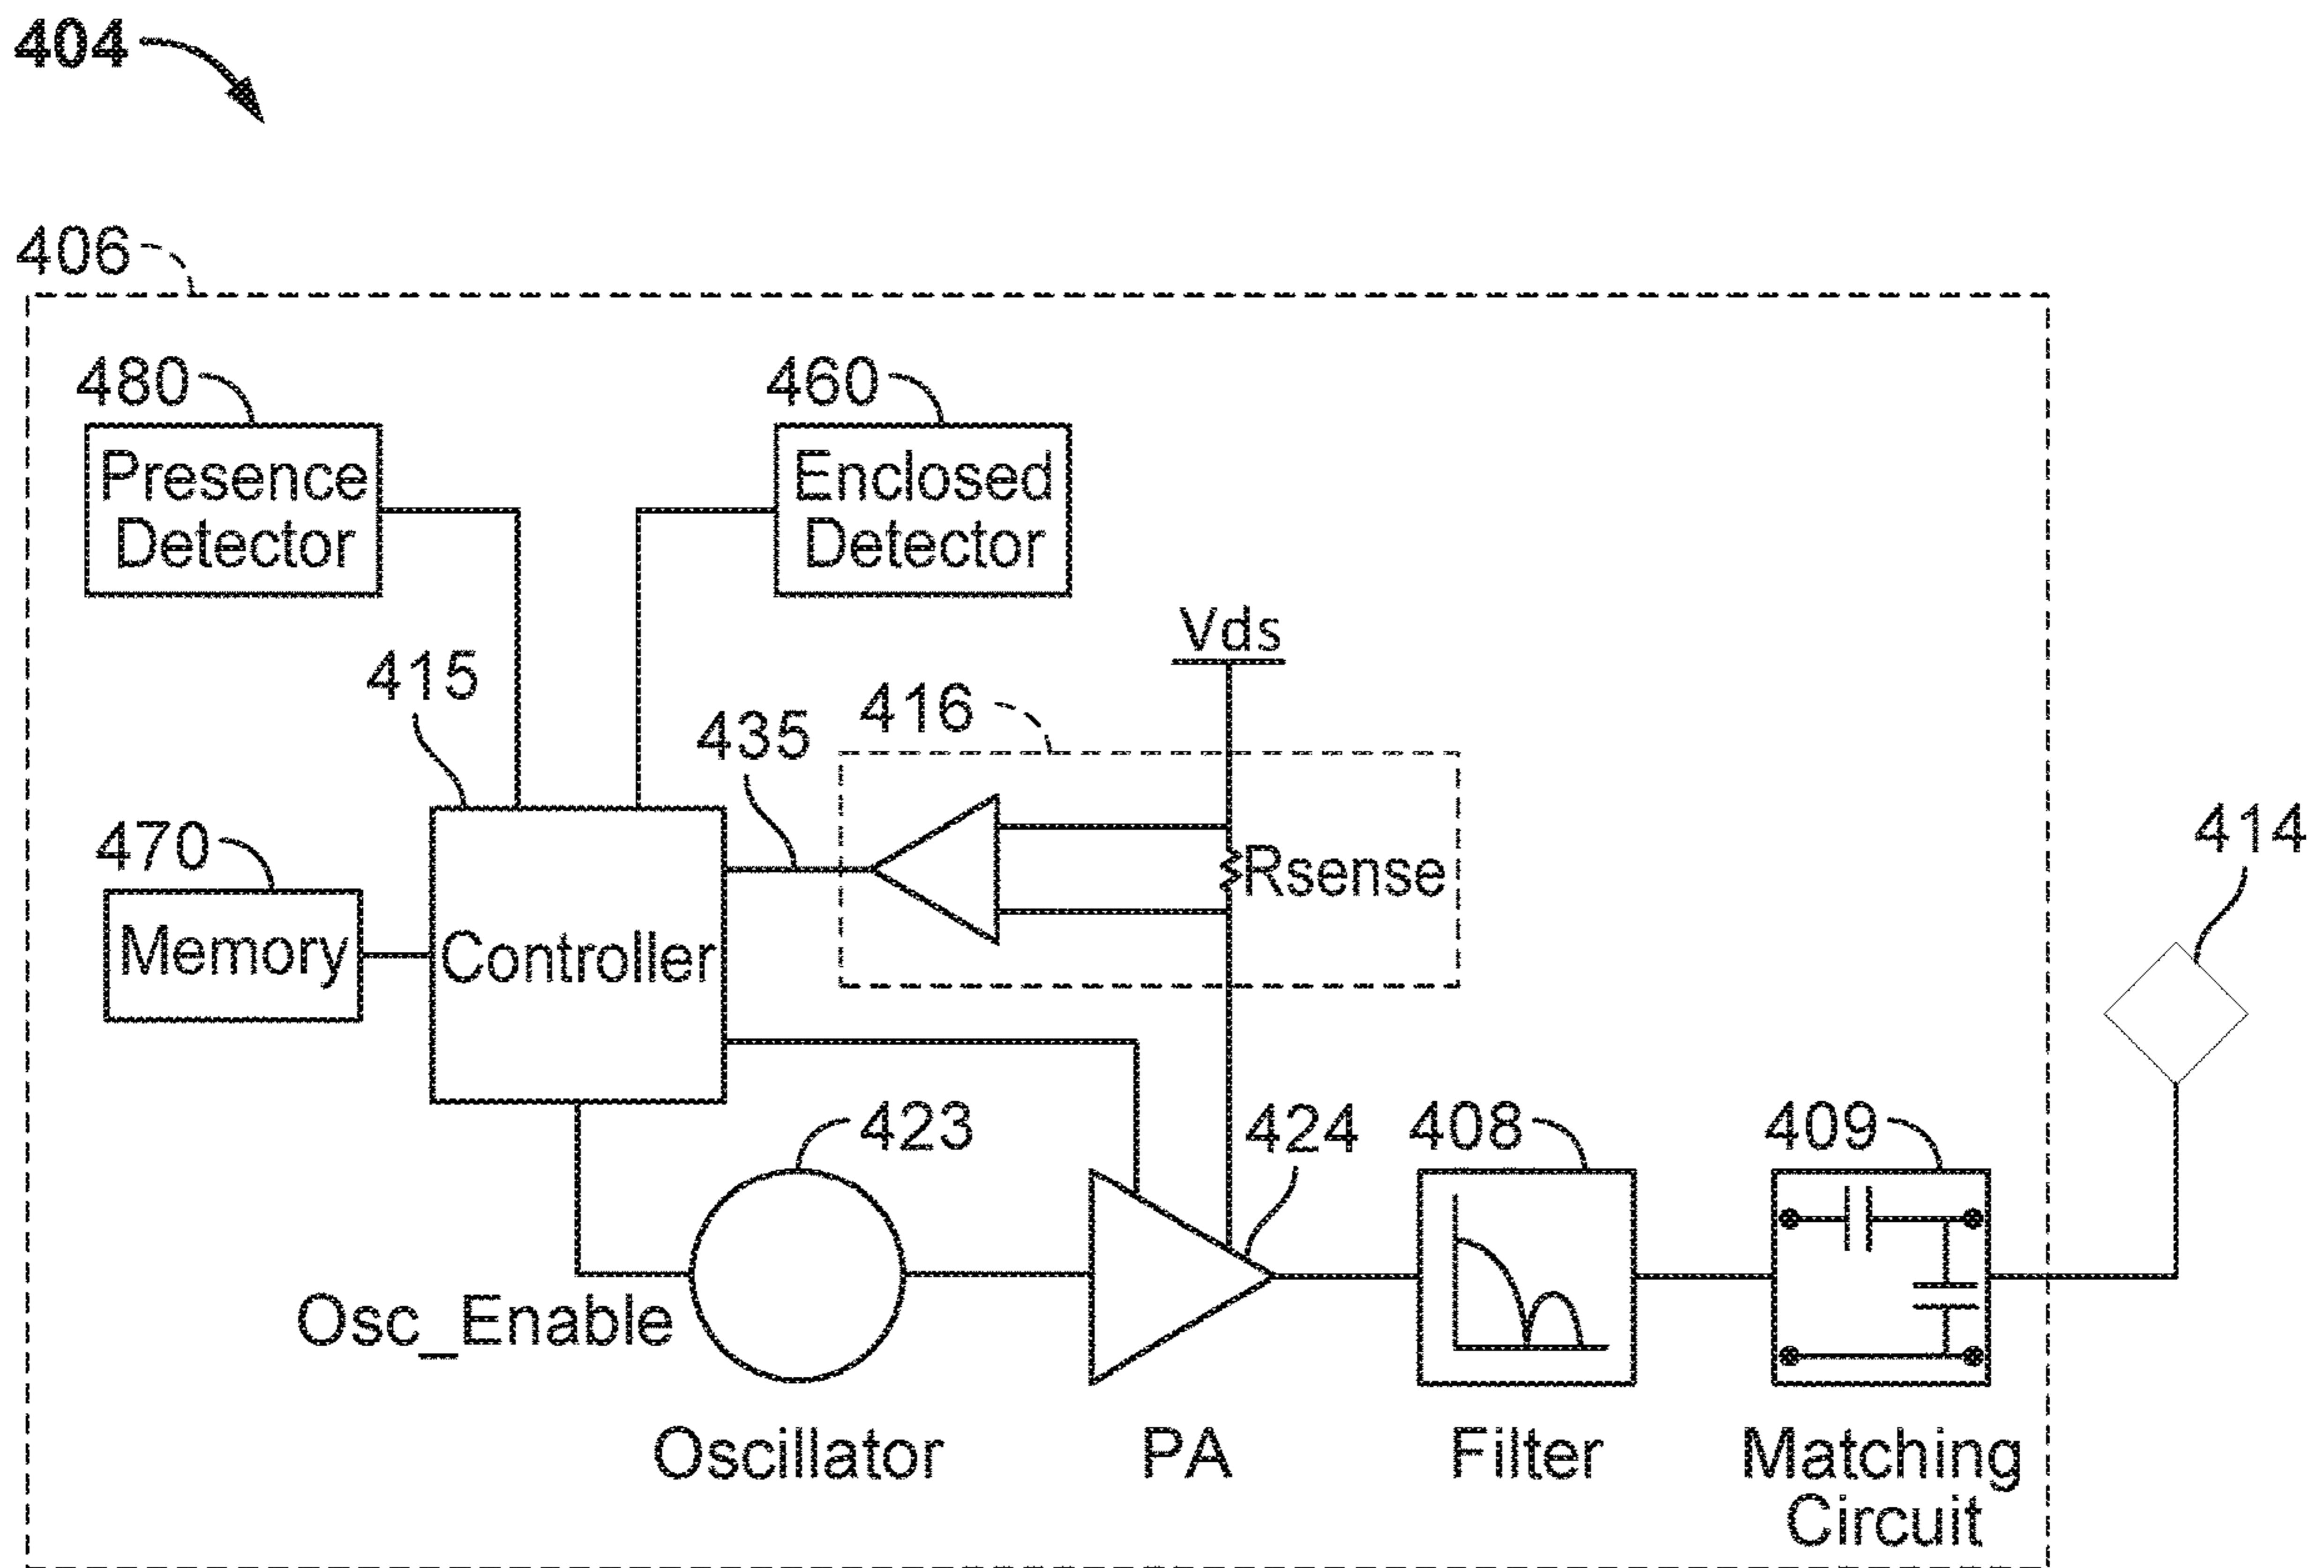 404
406
480
460
Presence
Detector
Enclosed
Detector
Vds
415
416
435
414
470
Rsense
Memory
Controller
423
424
408
409
Osc_Enable
Oscillator
PA
Filter
Matching
Circuit